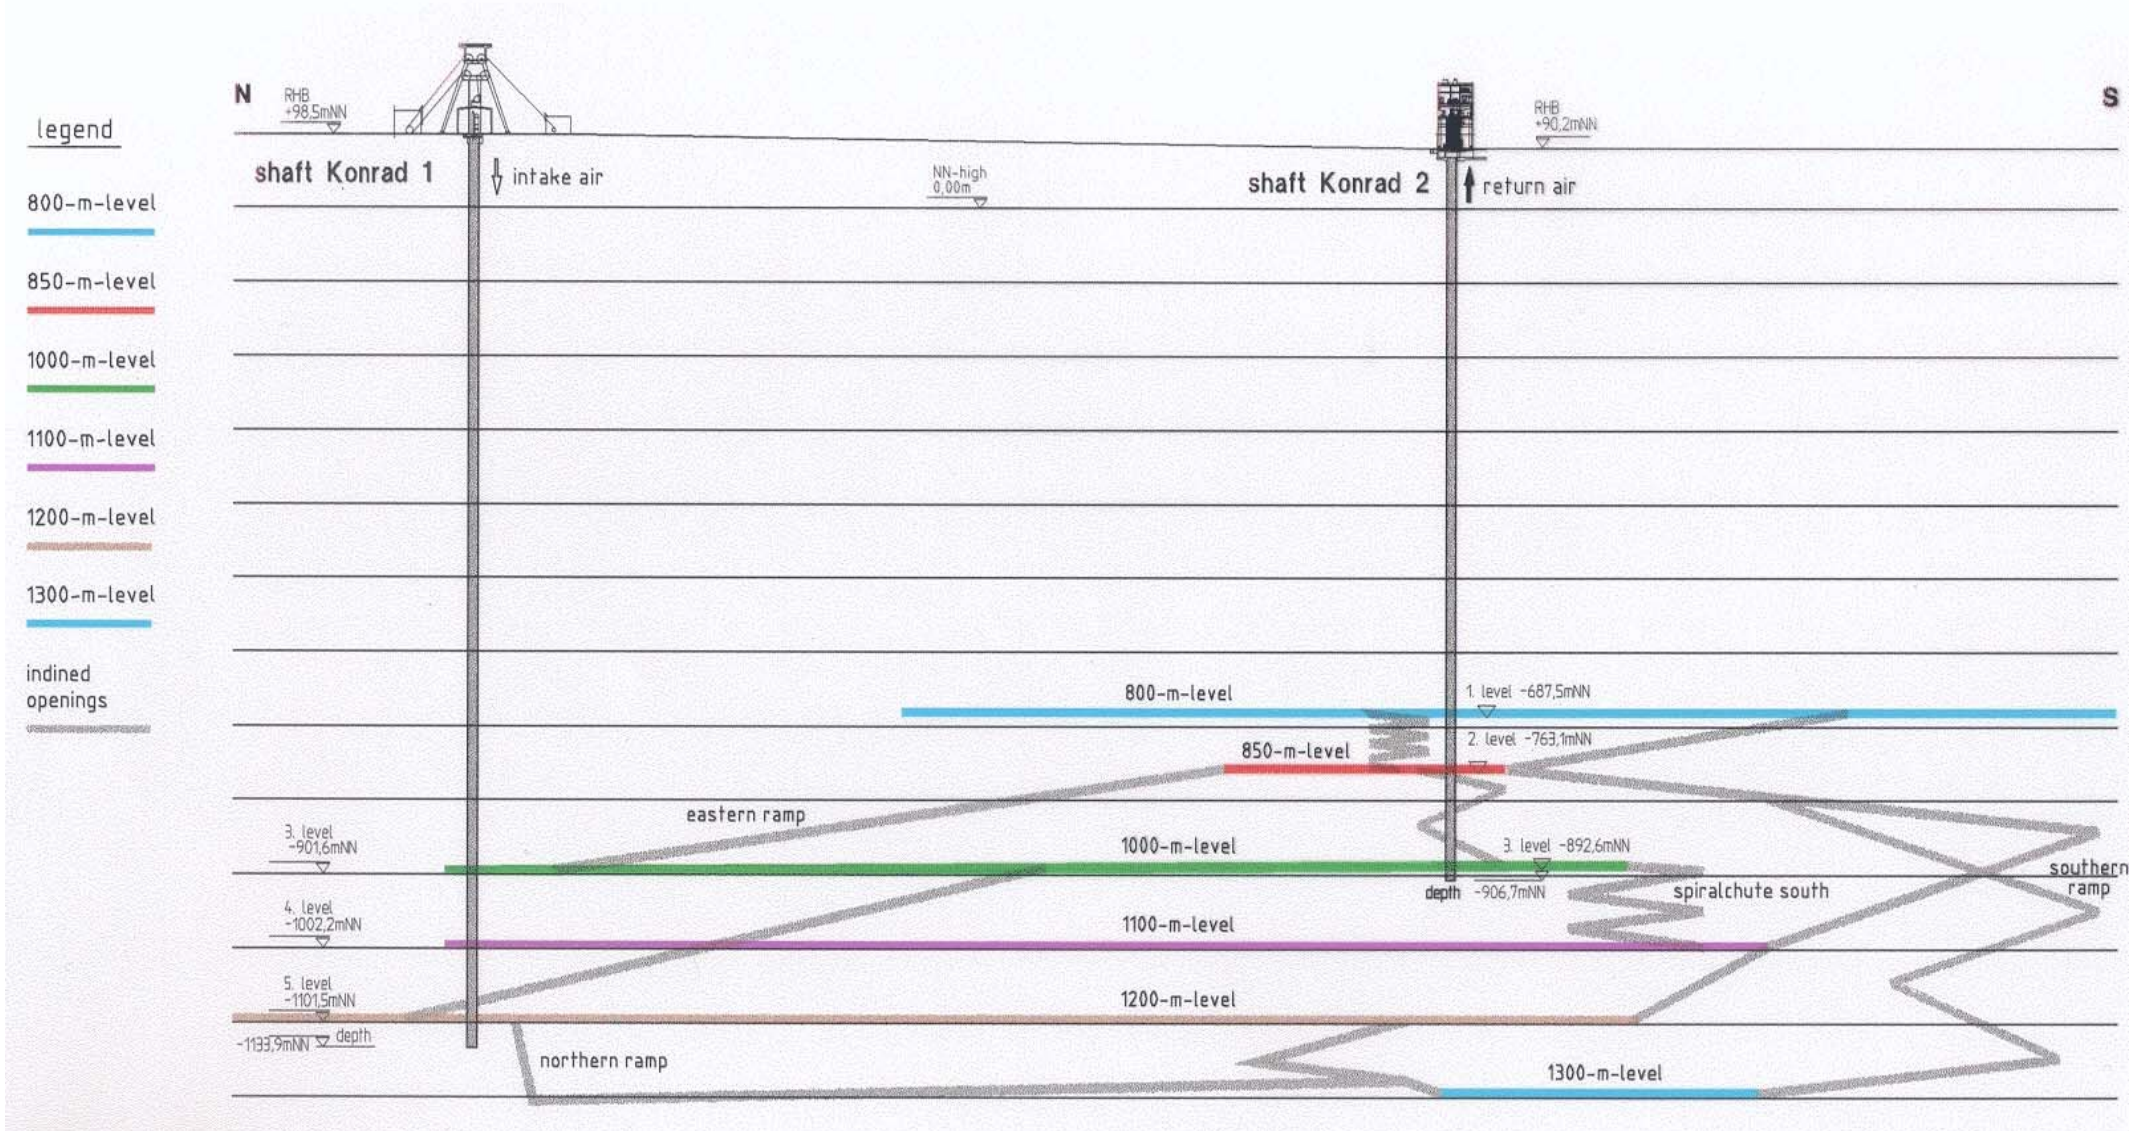 N
RHB
+98,5mNN
S
RHB
+90,2mNN
legend
shaft Konrad 1
intake air
NN-high
0,00m
shaft Konrad 2
return air
800-m-level
850-m-level
1000-m-level
1100-m-level
1200-m-level
1300-m-level
indined
openings
800-m-level
1. level -687,5mNN
850-m-level
2. level -763,1mNN
eastern ramp
3. level
-901,6mNN
1000-m-level
3. level -892,6mNN
depth
-906,7mNN
spiralchute south
southern
ramp
4. level
-1002,2mNN
1100-m-level
5. level
-1101,5mNN
1200-m-level
-1133,9mNN
depth
northern ramp
1300-m-level